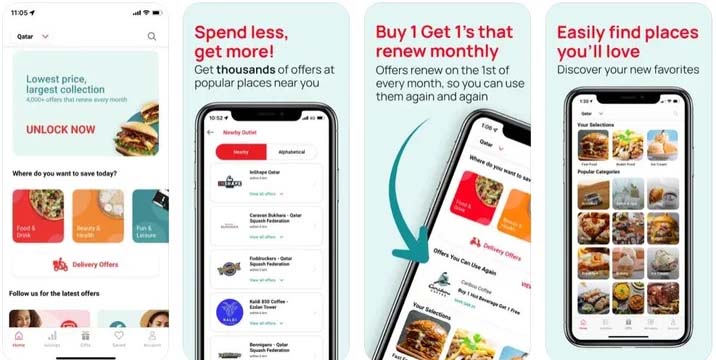 11:05
Qatar
Lowest price,
largest collection
4,000+ offers that renew every month
UNLOCK NOW
Where do you want to save today?
Food &
Drink
Beauty &
Health
Fun &
Leisure
Delivery Offers
Follow us for the latest offers
Home
Savings
Gifts
Saved
Account
Spend less,
get more!
Get thousands of offers at
popular places near you
10:52
Nearby Outlet
Nearby
Alphabetical
InShape Qatar
View all offers
Caravan Bukhara - Qatar
Squash Federation
View all offers
Fuddruckers - Qatar
Squash Federation
View all offers
Kaldi 830 Coffee -
Ezdan Tower
View all offers
Bennigans - Qatar
Squash Federation
Buy 1 Get 1's that
renew monthly
Offers renew on the 1st of
every month, so you can use
them again and again
1:06
Qatar
Where do you want to save
Food &
Drink
Delivery Offers
Offers You Can Use Again
Caribou Coffee
Buy 1 Hot Beverage Get 1 Free
Your Selections
Easily find places
you'll love
Discover your new favorites
Qatar
Your Selections
Fast Food
Ice Cream
Popular Categories